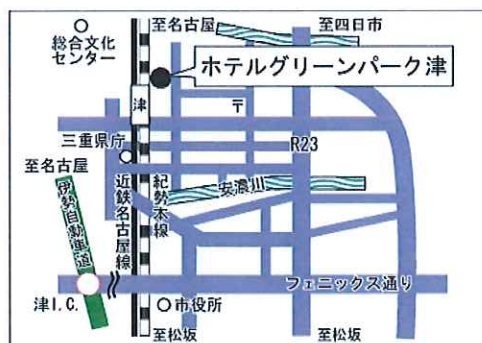 総合文化
センター
至名古屋
至四日市
ホテルグリーンパーク津
津
〒
三重県庁
R23
至名古屋
伊勢自動車道
近鉄名古屋線
紀勢本線
安濃川
フェニックス通り
津I.C.
市役所
至松坂
至松坂